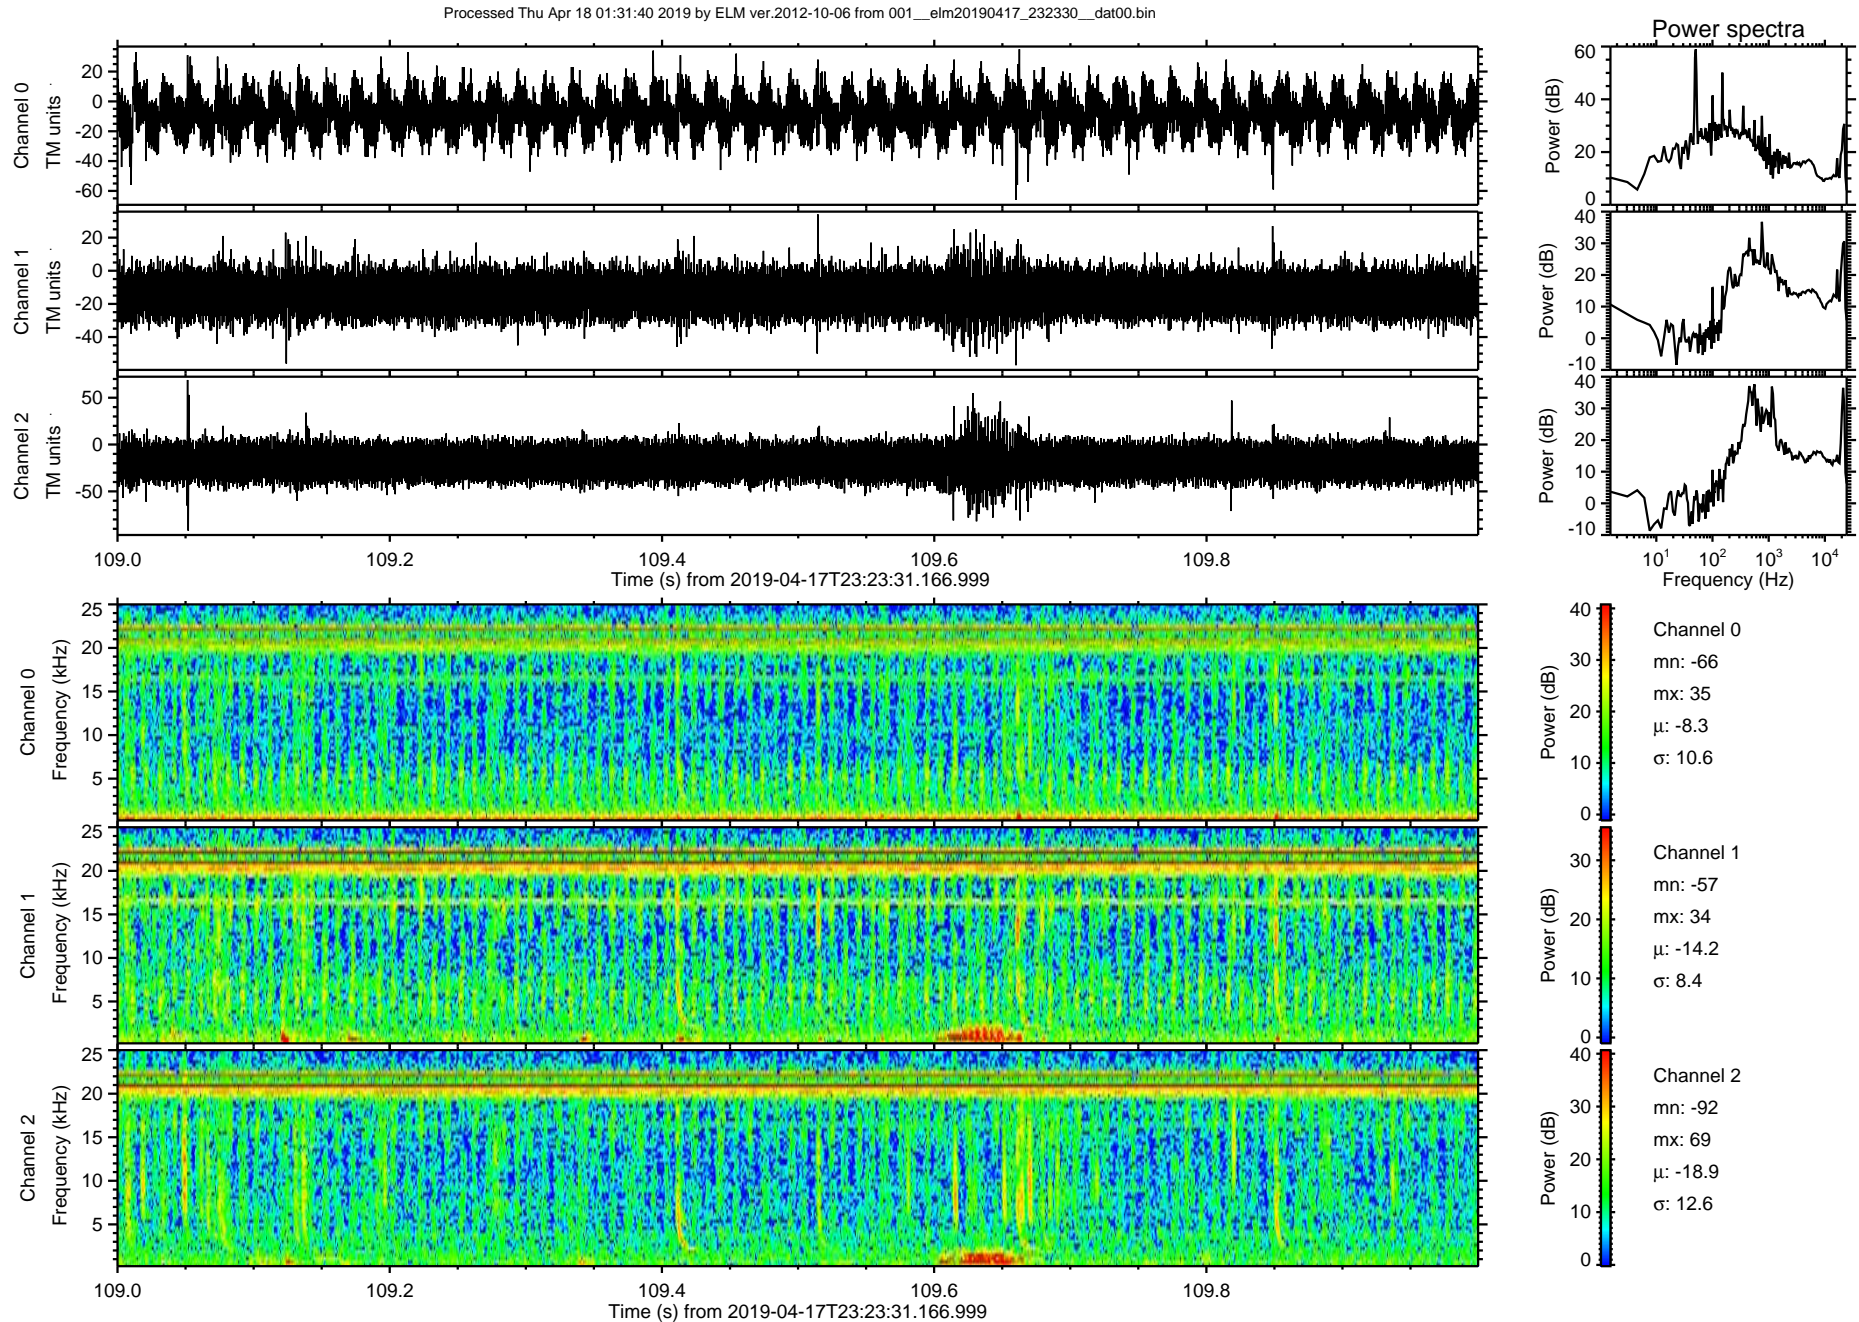 Processed Thu Apr 18 01:31:40 2019 by ELM ver.2012-10-06 from 001__elm20190417_232330__dat00.bin
Power spectra
Channel 0
TM units
20
0
-20
-40
-60
Power (dB)
60
40
20
0
Channel 1
TM units
20
0
-20
-40
Power (dB)
40
30
20
10
0
-10
Channel 2
TM units
50
0
-50
Power (dB)
40
30
20
10
0
-10
109.0 109.2 109.4 109.6 109.8
Time (s) from 2019-04-17T23:23:31.166.999
10¹ 10² 10³ 10⁴
Frequency (Hz)
Channel 0
Frequency (kHz)
25
20
15
10
5
Power (dB)
40
30
20
10
0
Channel 0
mn: -66
mx: 35
μ: -8.3
σ: 10.6
Channel 1
Frequency (kHz)
25
20
15
10
5
Power (dB)
30
20
10
0
Channel 1
mn: -57
mx: 34
μ: -14.2
σ: 8.4
Channel 2
Frequency (kHz)
25
20
15
10
5
Power (dB)
40
30
20
10
0
Channel 2
mn: -92
mx: 69
μ: -18.9
σ: 12.6
109.0 109.2 109.4 109.6 109.8
Time (s) from 2019-04-17T23:23:31.166.999